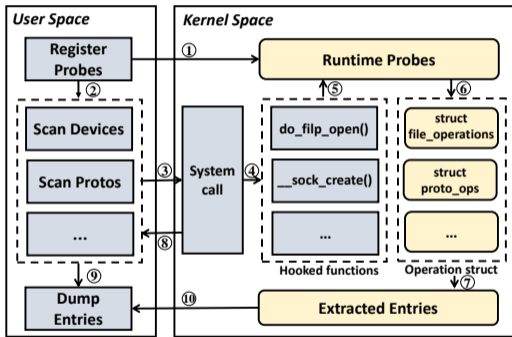 User Space
Kernel Space
Register
Probes
①
Runtime Probes
②
⑤
⑥
Scan Devices
Scan Protos
...
③
System
call
④
⑧
do_filp_open()
__sock_create()
...
Hooked functions
struct
file_operations
struct
proto_ops
...
Operation struct
⑨
⑦
Dump
Entries
⑩
Extracted Entries